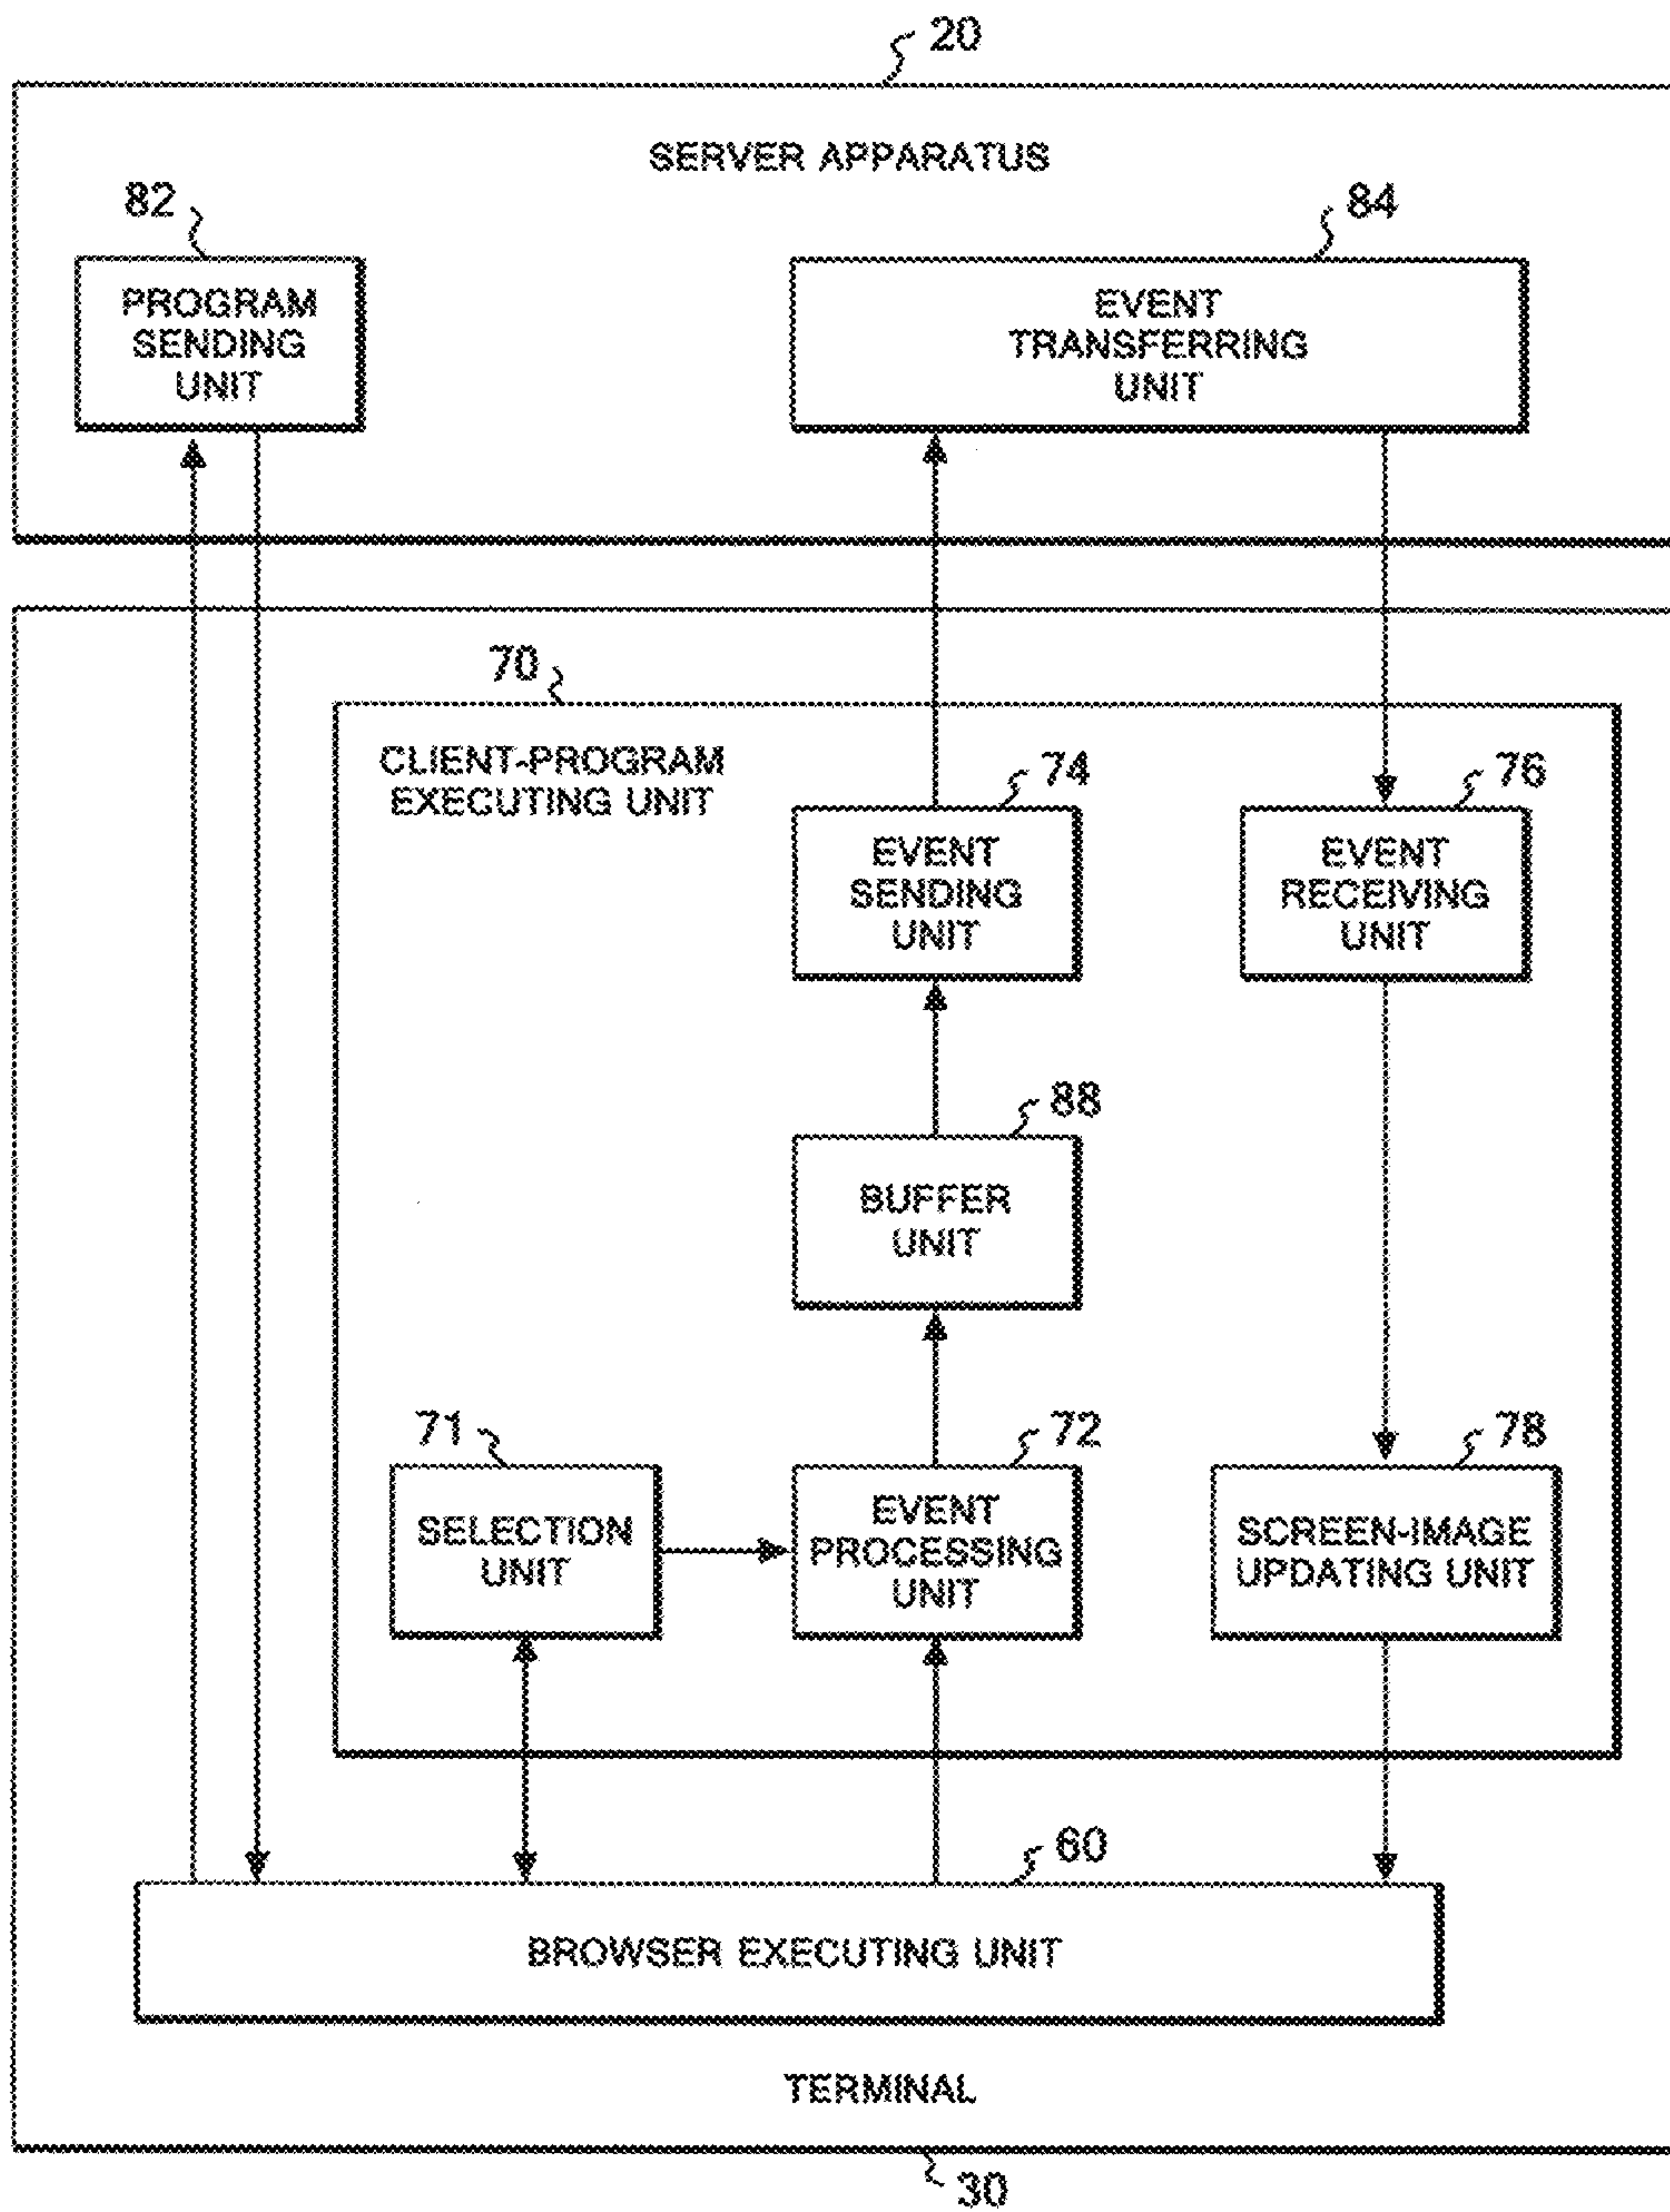 20
SERVER APPARATUS
82
84
PROGRAM
SENDING
UNIT
EVENT
TRANSFERRING
UNIT
70
CLIENT-PROGRAM
EXECUTING UNIT
74
76
EVENT
SENDING
UNIT
EVENT
RECEIVING
UNIT
88
BUFFER
UNIT
71
72
78
SELECTION
UNIT
EVENT
PROCESSING
UNIT
SCREEN-IMAGE
UPDATING UNIT
60
BROWSER EXECUTING UNIT
TERMINAL
30